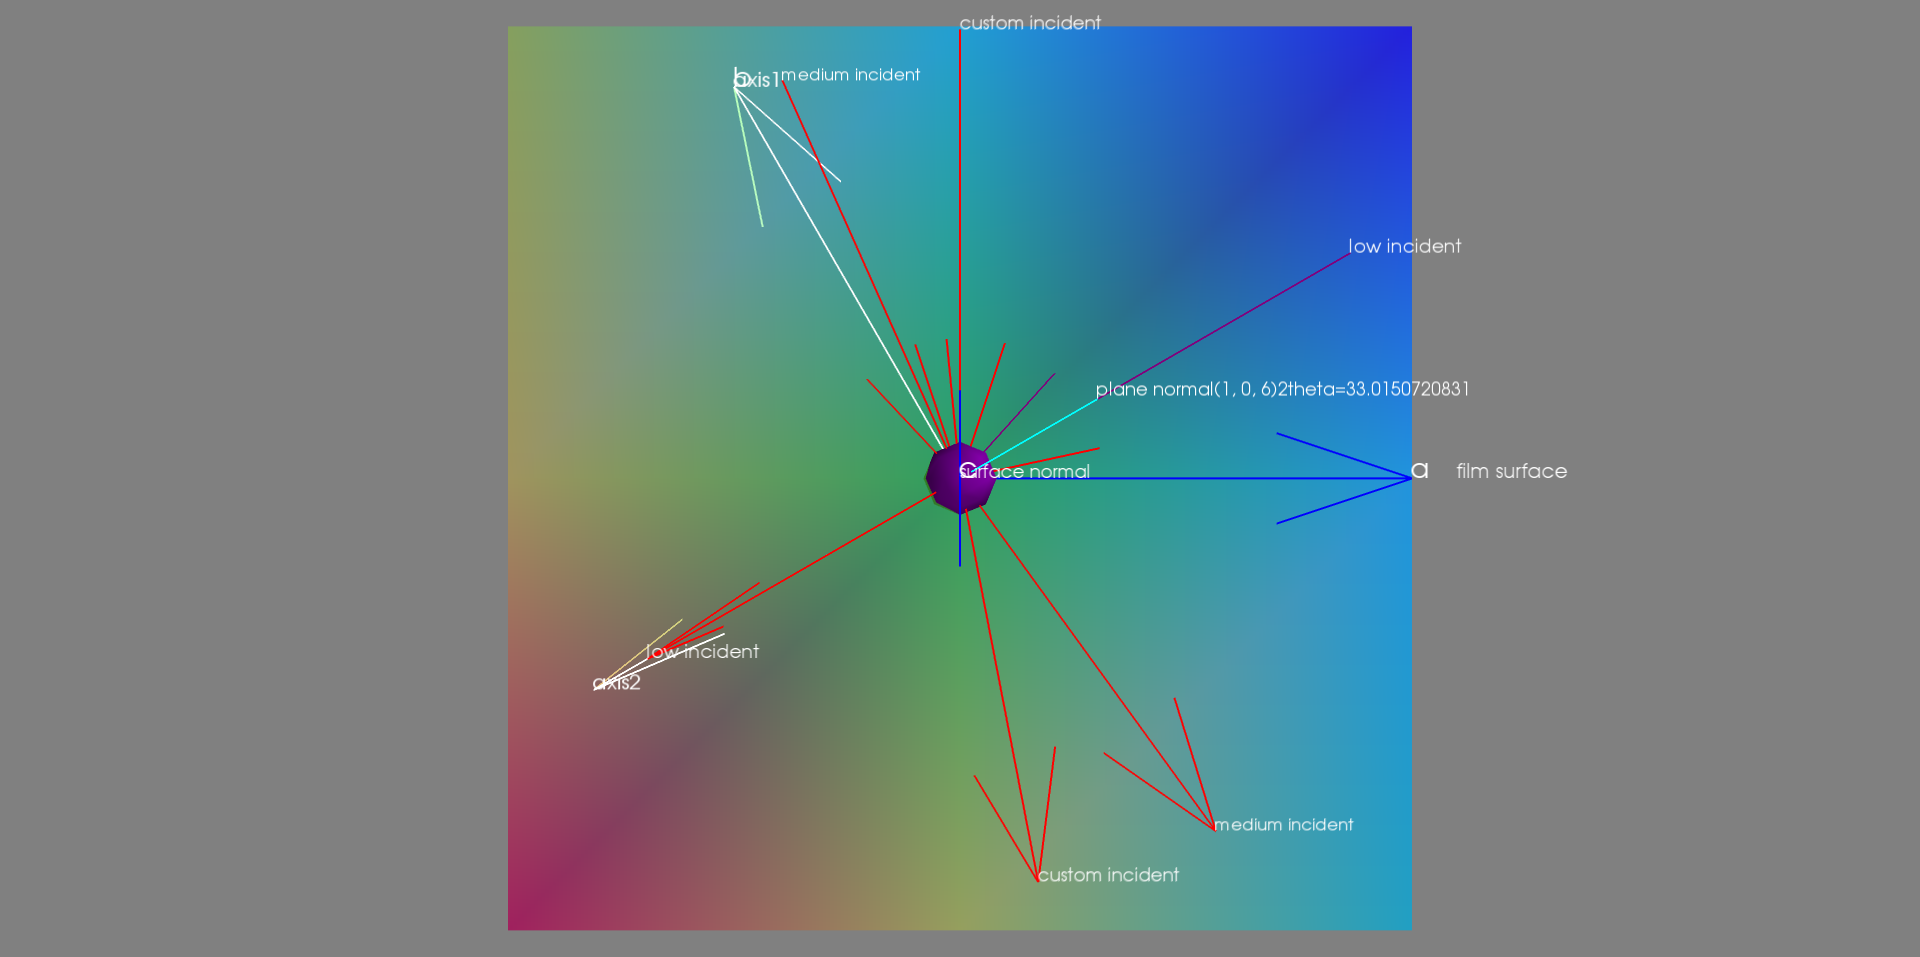 custom incident
b
axis1
medium incident
low incident
plane normal(1, 0, 6)2theta=33.0150720831
c
surface normal
a
film surface
low incident
axis2
medium incident
custom incident